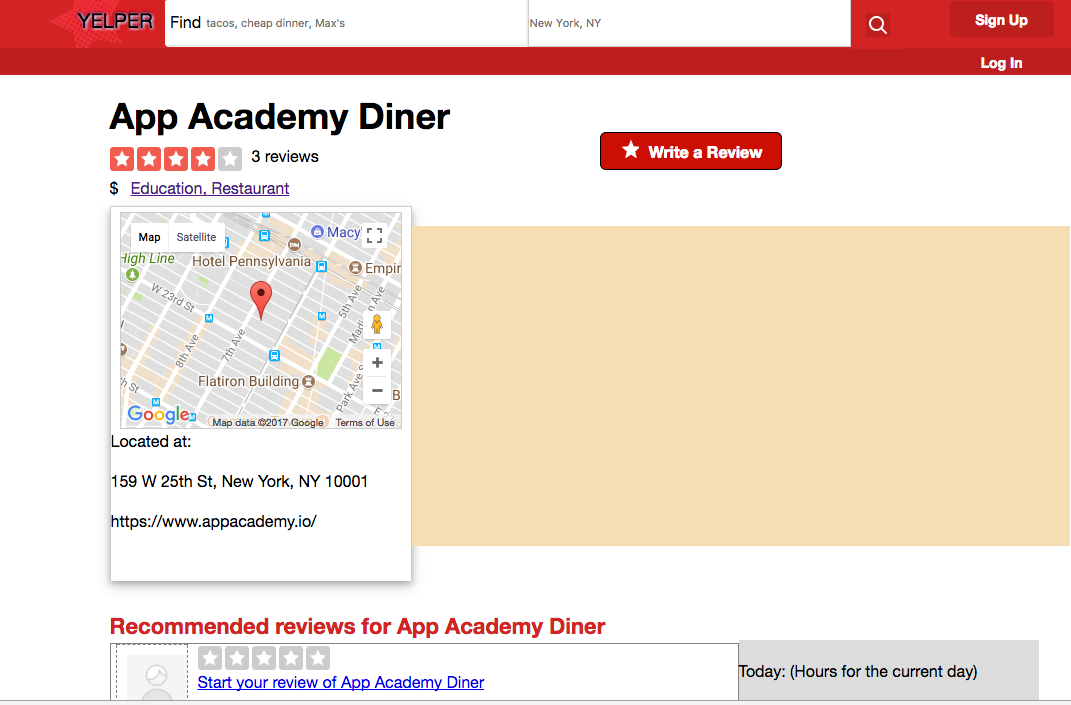 YELPER
Find tacos, cheap dinner, Max's
New York, NY
Sign Up
Log In
App Academy Diner
3 reviews
Write a Review
$ Education, Restaurant
Map
Satellite
Macy'
High Line
Hotel Pennsylvania
Empir
W 23rd St
5th Ave
Madi
n Ave
7th Ave
8th Ave
h St
Flatiron Building
Park Ave S
B
E
Google
Map data ©2017 Google
Terms of Use
Located at:
159 W 25th St, New York, NY 10001
https://www.appacademy.io/
Recommended reviews for App Academy Diner
Start your review of App Academy Diner
Today: (Hours for the current day)